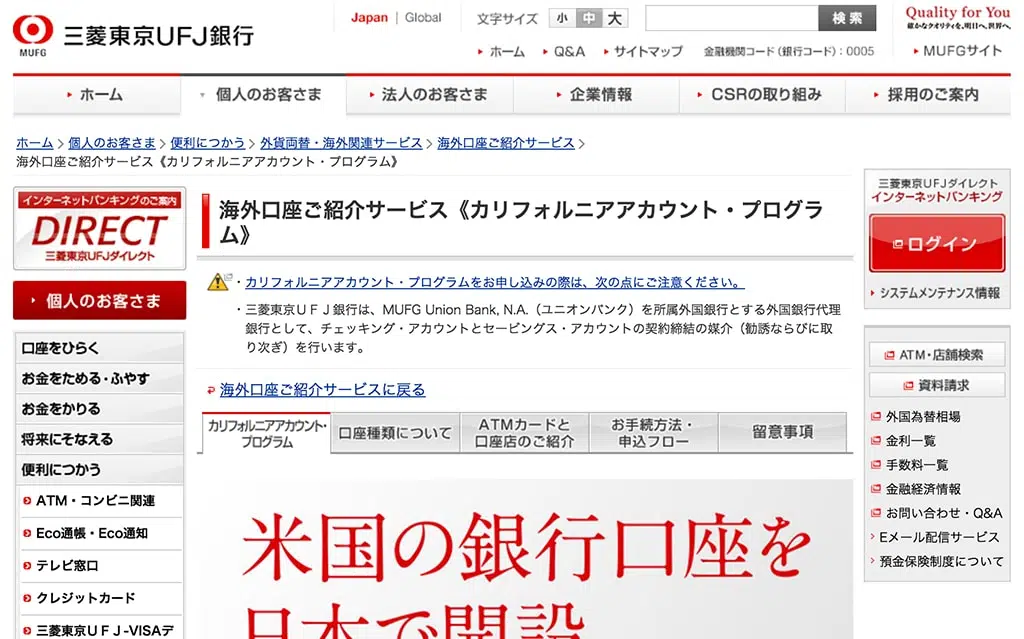 MUFG
三菱東京UFJ銀行
Japan | Global
文字サイズ 小 中 大
検索
Quality for You
確かなクオリティを、明日へ。世界へ。
ホーム Q&A サイトマップ 金融機関コード（銀行コード）：0005
MUFGサイト
ホーム 個人のお客さま 法人のお客さま 企業情報 CSRの取り組み 採用のご案内
ホーム > 個人のお客さま > 便利につかう > 外貨両替・海外関連サービス > 海外口座ご紹介サービス >
海外口座ご紹介サービス《カリフォルニアアカウント・プログラム》
インターネットバンキングのご案内
DIRECT
三菱東京UFJダイレクト
個人のお客さま
口座をひらく
お金をためる・ふやす
お金をかりる
将来にそなえる
便利につかう
ATM・コンビニ関連
Eco通帳・Eco通知
テレビ窓口
クレジットカード
三菱東京ＵＦＪ-VISAデ
海外口座ご紹介サービス《カリフォルニアアカウント・プログラ
ム》
・カリフォルニアアカウント・プログラムをお申し込みの際は、次の点にご注意ください。
・三菱東京ＵＦＪ銀行は、MUFG Union Bank, N.A.（ユニオンバンク）を所属外国銀行とする外国銀行代理
銀行として、チェッキング・アカウントとセービングス・アカウントの契約締結の媒介（勧誘ならびに取
り次ぎ）を行います。
海外口座ご紹介サービスに戻る
カリフォルニアアカウント・
プログラム
口座種類について
ATMカードと
口座店のご紹介
お手続方法・
申込フロー
留意事項
米国の銀行口座を
日本で開設
三菱東京UFJダイレクト
インターネットバンキング
ログイン
システムメンテナンス情報
ATM・店舗検索
資料請求
外国為替相場
金利一覧
手数料一覧
金融経済情報
お問い合わせ・Q&A
Eメール配信サービス
預金保険制度について